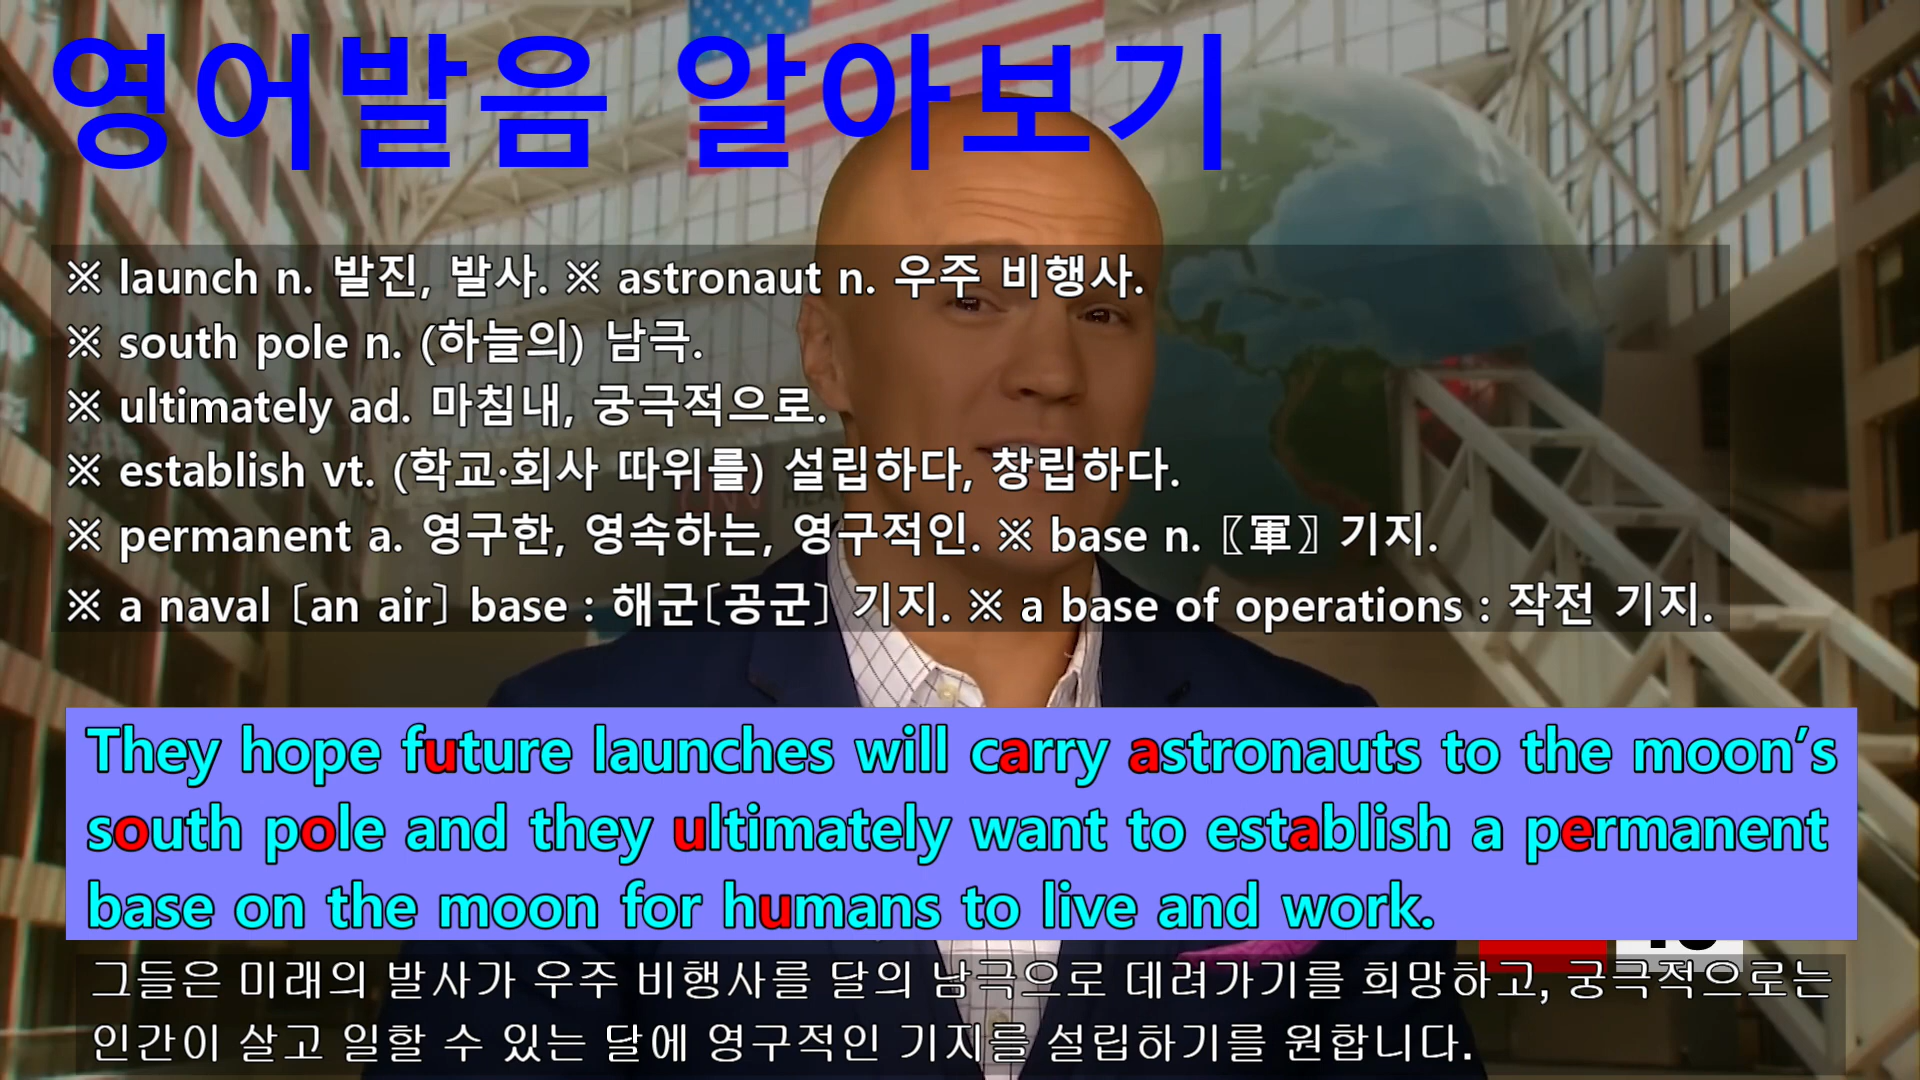 영어발음 알아보기
※ launch n. 발진, 발사. ※ astronaut n. 우주 비행사.
※ south pole n. (하늘의) 남극.
※ ultimately ad. 마침내, 궁극적으로.
※ establish vt. (학교·회사 따위를) 설립하다, 창립하다.
※ permanent a. 영구한, 영속하는, 영구적인. ※ base n. 〖軍〗 기지.
※ a naval [an air] base : 해군[공군] 기지. ※ a base of operations : 작전 기지.
They hope future launches will carry astronauts to the moon’s
south pole and they ultimately want to establish a permanent
base on the moon for humans to live and work.
그들은 미래의 발사가 우주 비행사를 달의 남극으로 데려가기를 희망하고, 궁극적으로는
인간이 살고 일할 수 있는 달에 영구적인 기지를 설립하기를 원합니다.